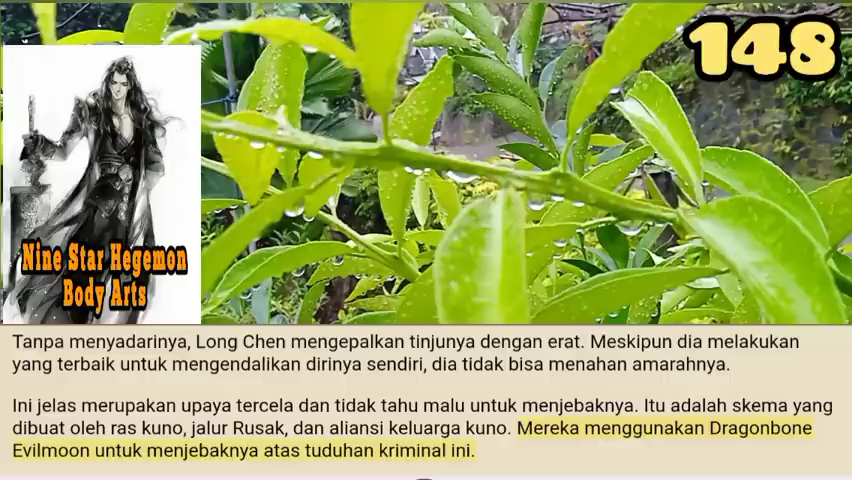 148
Nine Star Hegemon
Body Arts
Tanpa menyadarinya, Long Chen mengepalkan tinjunya dengan erat. Meskipun dia melakukan
yang terbaik untuk mengendalikan dirinya sendiri, dia tidak bisa menahan amarahnya.
Ini jelas merupakan upaya tercela dan tidak tahu malu untuk menjebaknya. Itu adalah skema yang
dibuat oleh ras kuno, jalur Rusak, dan aliansi keluarga kuno. Mereka menggunakan Dragonbone
Evilmoon untuk menjebaknya atas tuduhan kriminal ini.